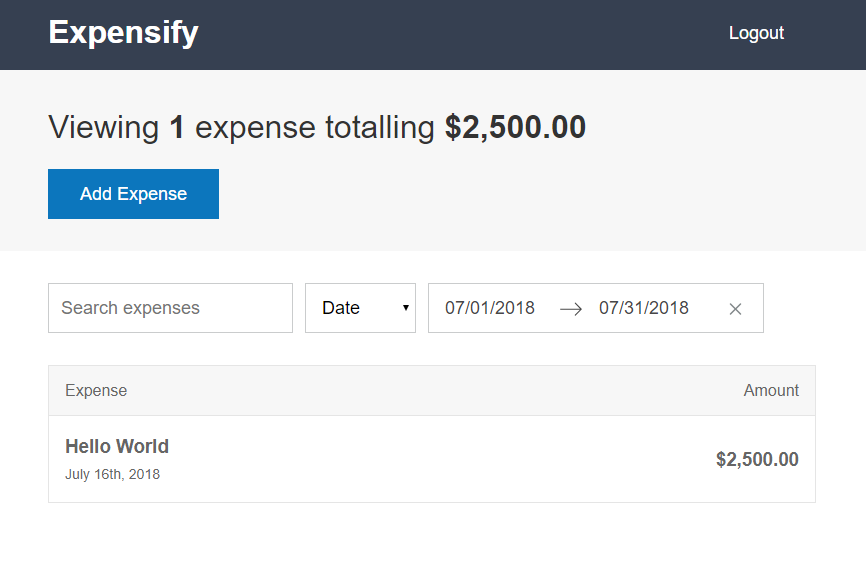 Expensify Logout
Viewing 1 expense totalling $2,500.00
Add Expense
Search expenses Date 07/01/2018 07/31/2018
Expense Amount
Hello World $2,500.00
July 16th, 2018